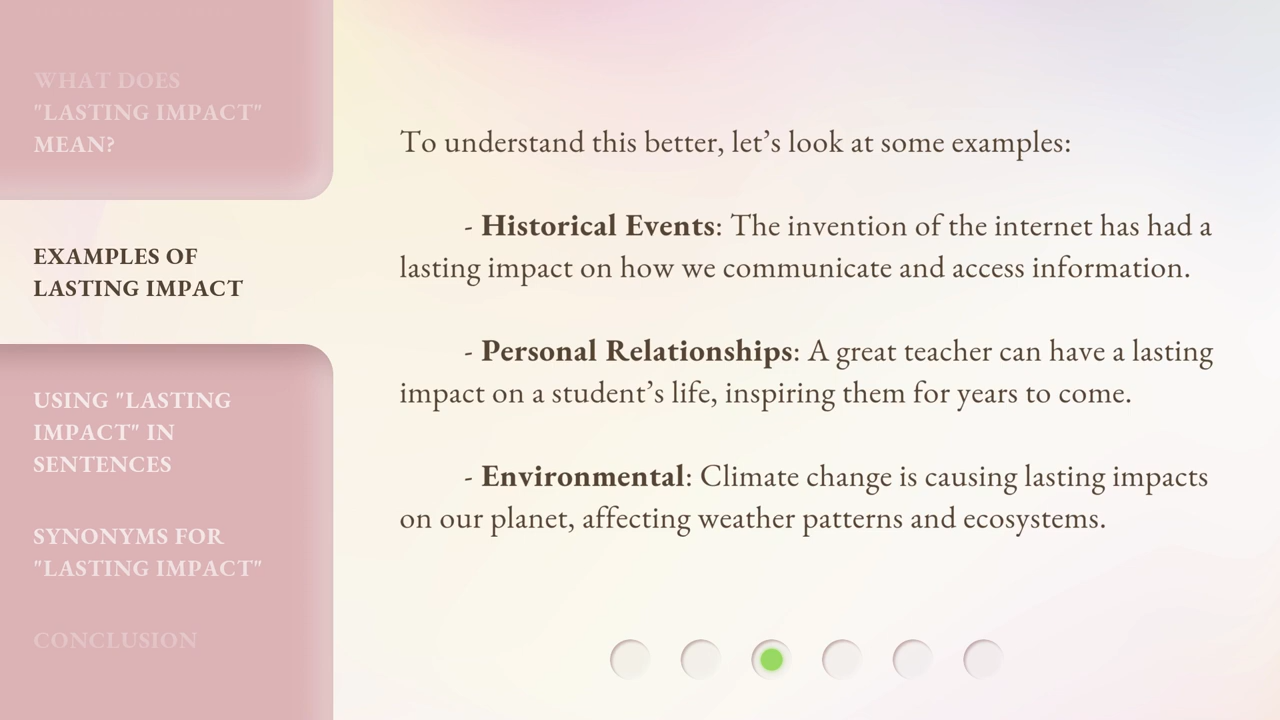 WHAT DOES
"LASTING IMPACT"
MEAN?
EXAMPLES OF
LASTING IMPACT
USING "LASTING
IMPACT" IN
SENTENCES
SYNONYMS FOR
"LASTING IMPACT"
CONCLUSION
To understand this better, let’s look at some examples:
- Historical Events: The invention of the internet has had a
lasting impact on how we communicate and access information.
- Personal Relationships: A great teacher can have a lasting
impact on a student’s life, inspiring them for years to come.
- Environmental: Climate change is causing lasting impacts
on our planet, affecting weather patterns and ecosystems.